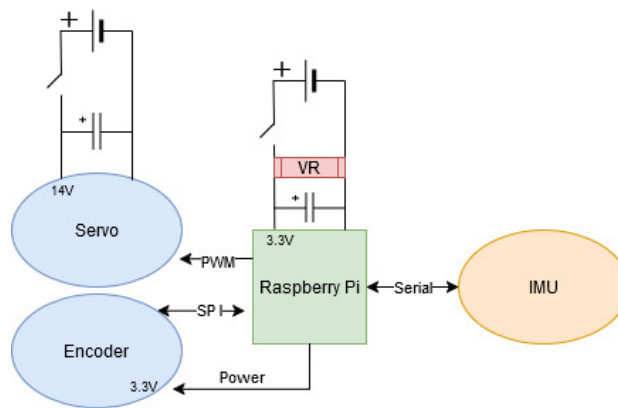 +
+
14V
Servo
+
VR
+
3.3V
PWM
Raspberry Pi
Serial
IMU
SPI
Encoder
3.3V
Power